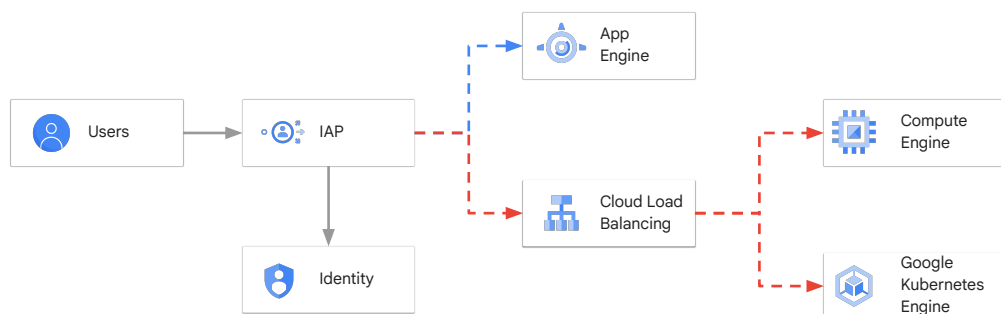 Users
IAP
Identity
App
Engine
Cloud Load
Balancing
Compute
Engine
Google
Kubernetes
Engine